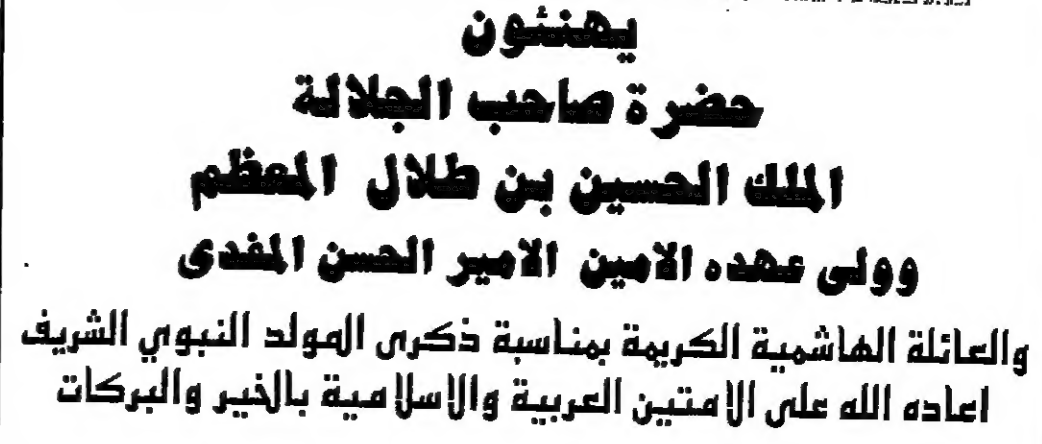 يهنئون
حضرة صاحب الجلالة
الملك الحسين بن طلال المعظم
وولى عهده الامين الامير الحسن المفدى
والعائلة الهاشمية الكريمة بمناسبة ذكرى المولد النبوي الشريف
اعاده الله على الامتين العربية والاسلامية بالخير والبركات